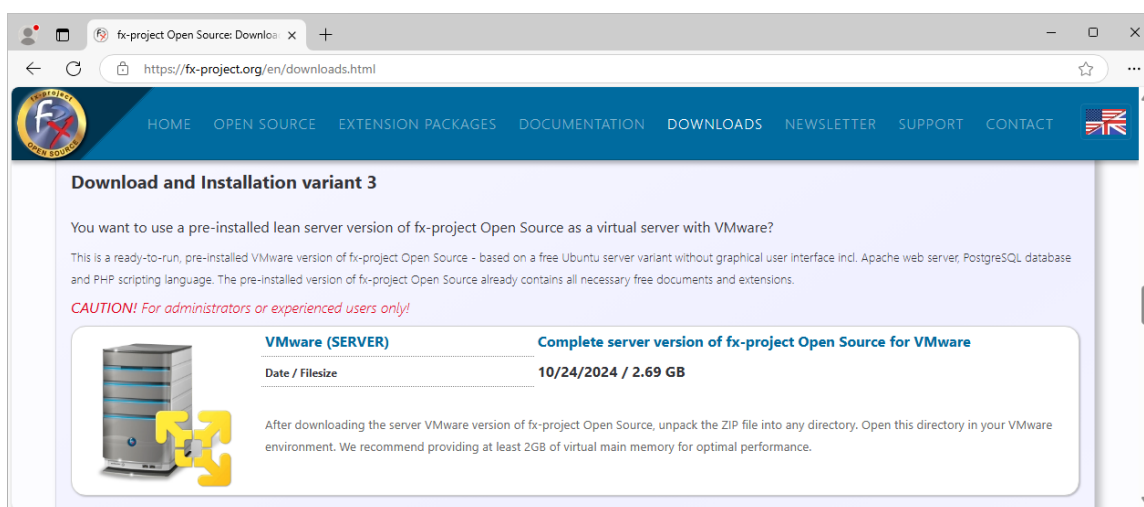 fx-project Open Source: Downloa
https://fx-project.org/en/downloads.html
fx-project
OPEN SOURCE
HOME OPEN SOURCE EXTENSION PACKAGES DOCUMENTATION DOWNLOADS NEWSLETTER SUPPORT CONTACT
Download and Installation variant 3
You want to use a pre-installed lean server version of fx-project Open Source as a virtual server with VMware?
This is a ready-to-run, pre-installed VMware version of fx-project Open Source - based on a free Ubuntu server variant without graphical user interface incl. Apache web server, PostgreSQL database
and PHP scripting language. The pre-installed version of fx-project Open Source already contains all necessary free documents and extensions.
CAUTION! For administrators or experienced users only!
VMware (SERVER) Complete server version of fx-project Open Source for VMware
Date / Filesize 10/24/2024 / 2.69 GB
After downloading the server VMware version of fx-project Open Source, unpack the ZIP file into any directory. Open this directory in your VMware
environment. We recommend providing at least 2GB of virtual main memory for optimal performance.